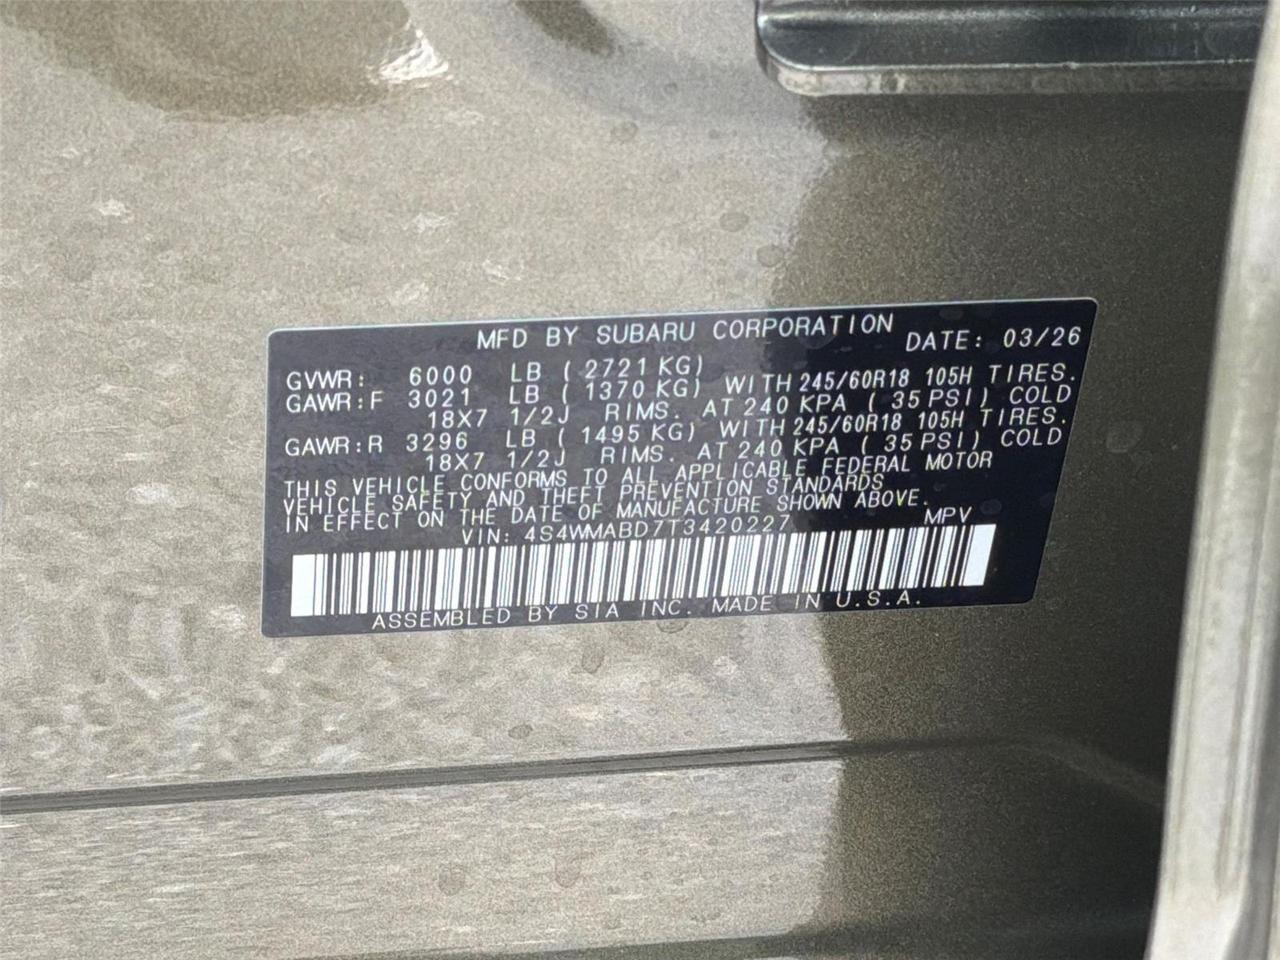 MFD BY SUBARU CORPORATION DATE: 03/26
GVWR: 6000 LB ( 2721 KG)
GAWR:F 3021 LB ( 1370 KG) WITH 245/60R18 105H TIRES.
18X7 1/2J RIMS. AT 240 KPA ( 35 PSI) COLD
GAWR:R 3296 LB ( 1495 KG) WITH 245/60R18 105H TIRES.
18X7 1/2J RIMS. AT 240 KPA ( 35 PSI) COLD
THIS VEHICLE CONFORMS TO ALL APPLICABLE FEDERAL MOTOR
VEHICLE SAFETY AND THEFT PREVENTION STANDARDS
IN EFFECT ON THE DATE OF MANUFACTURE SHOWN ABOVE.
VIN: 4S4WMABD7T3420227 MPV
ASSEMBLED BY SIA INC. MADE IN U.S.A.